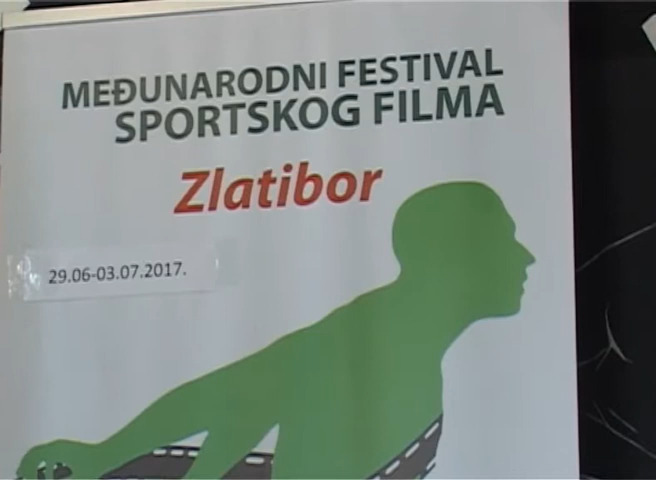 MEĐUNARODNI FESTIVAL
SPORTSKOG FILMA
Zlatibor
29.06-03.07.2017.